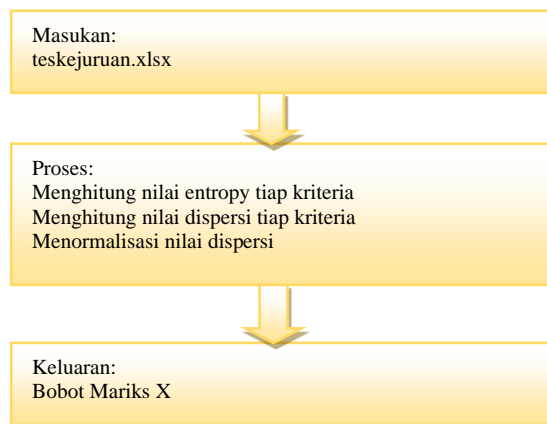 Masukan:
teskejuruan.xlsx
Proses:
Menghitung nilai entropy tiap kriteria
Menghitung nilai dispersi tiap kriteria
Menormalisasi nilai dispersi
Keluaran:
Bobot Mariks X